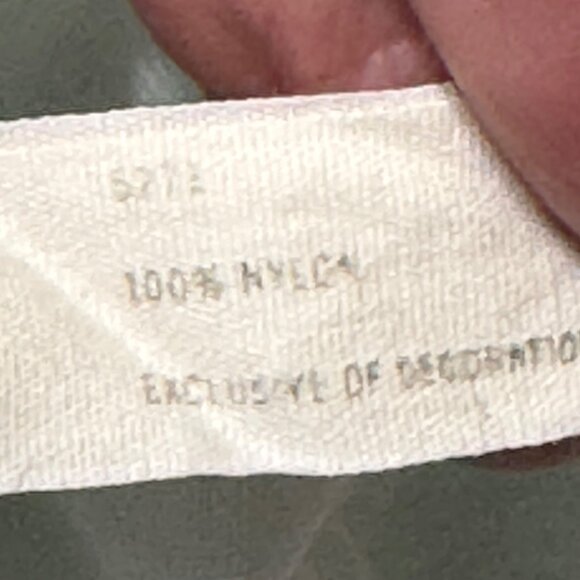 100% NYLON
EXCLUSIVE OF DECORATIO